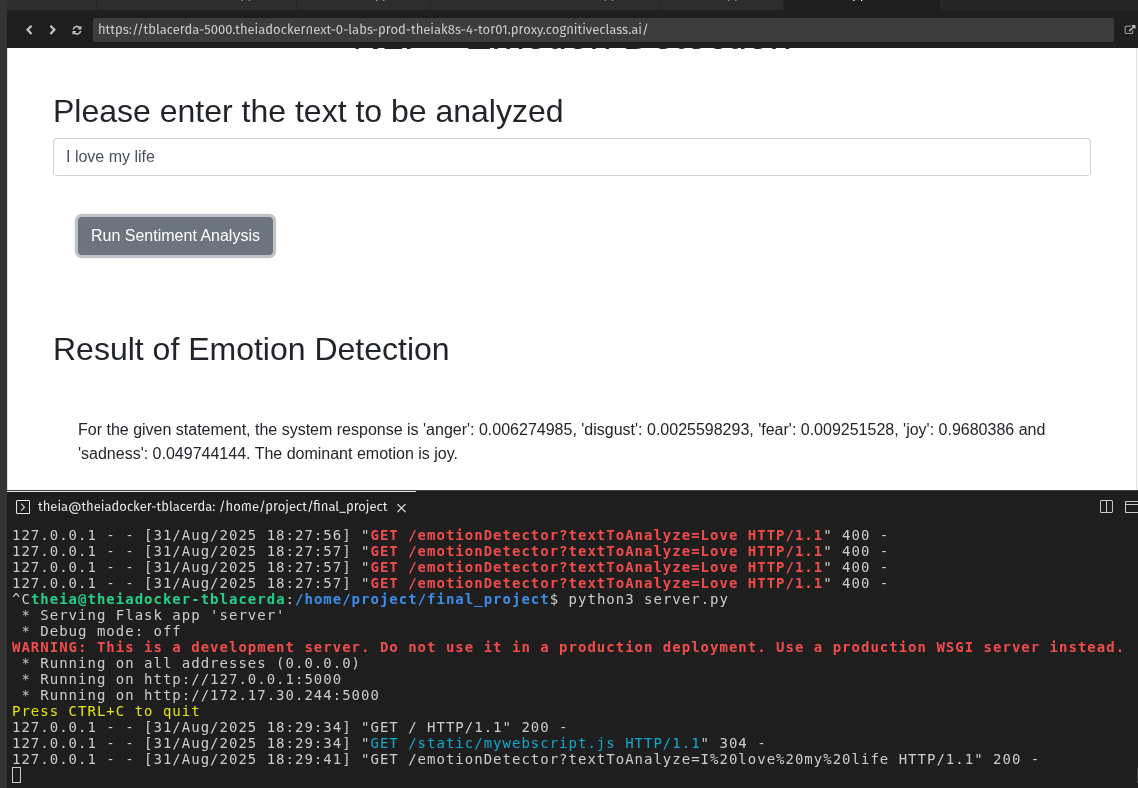 https://tblacerda-5000.theiadockernext-0-labs-prod-theiak8s-4-tor01.proxy.cognitiveclass.ai/
Please enter the text to be analyzed
I love my life
Run Sentiment Analysis
Result of Emotion Detection
For the given statement, the system response is 'anger': 0.006274985, 'disgust': 0.0025598293, 'fear': 0.009251528, 'joy': 0.9680386 and
'sadness': 0.049744144. The dominant emotion is joy.
theia@theiadocker-tblacerda: /home/project/final_project
127.0.0.1 - - [31/Aug/2025 18:27:56] "GET /emotionDetector?textToAnalyze=Love HTTP/1.1" 400 -
127.0.0.1 - - [31/Aug/2025 18:27:57] "GET /emotionDetector?textToAnalyze=Love HTTP/1.1" 400 -
127.0.0.1 - - [31/Aug/2025 18:27:57] "GET /emotionDetector?textToAnalyze=Love HTTP/1.1" 400 -
127.0.0.1 - - [31/Aug/2025 18:27:57] "GET /emotionDetector?textToAnalyze=Love HTTP/1.1" 400 -
^Ctheia@theiadocker-tblacerda:/home/project/final_project$ python3 server.py
 * Serving Flask app 'server'
 * Debug mode: off
WARNING: This is a development server. Do not use it in a production deployment. Use a production WSGI server instead.
 * Running on all addresses (0.0.0.0)
 * Running on http://127.0.0.1:5000
 * Running on http://172.17.30.244:5000
Press CTRL+C to quit
127.0.0.1 - - [31/Aug/2025 18:29:34] "GET / HTTP/1.1" 200 -
127.0.0.1 - - [31/Aug/2025 18:29:34] "GET /static/mywebscript.js HTTP/1.1" 304 -
127.0.0.1 - - [31/Aug/2025 18:29:41] "GET /emotionDetector?textToAnalyze=I%20love%20my%20life HTTP/1.1" 200 -